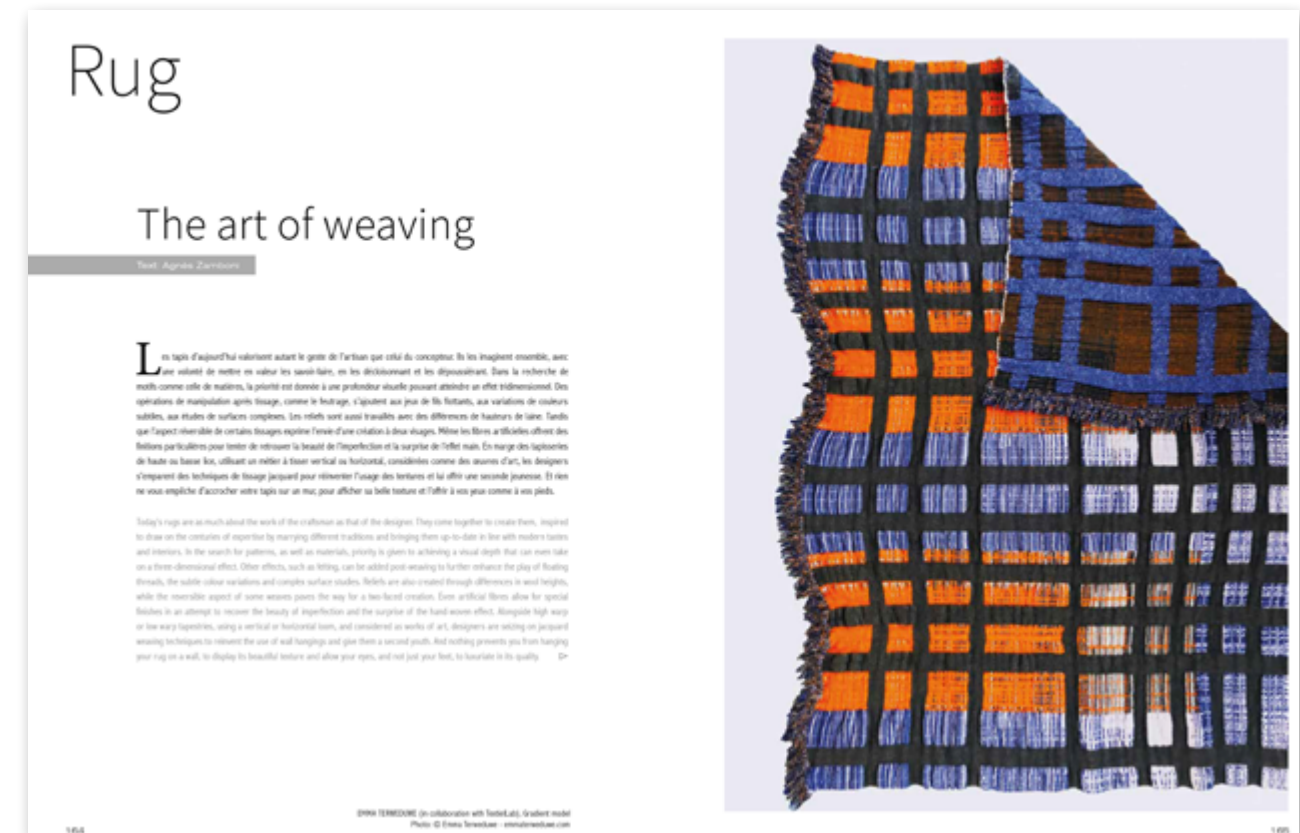 Rug
The art of weaving
Text: Agnès Zamboni
Les tapis d'aujourd'hui valorisent autant le geste de l'artisan que celui du concepteur. Ils les imaginent ensemble, avec
une volonté de mettre en valeur les savoir-faire, en les décloisonnant et les dépoussiérant. Dans la recherche de
motifs comme celle de matières, la priorité est donnée à une profondeur visuelle pouvant atteindre un effet tridimensionnel. Des
opérations de manipulation après tissage, comme le feutrage, s'ajoutent aux jeux de fils flottants, aux variations de couleurs
subtiles, aux études de surfaces complexes. Les reliefs sont aussi travaillés avec des différences de hauteurs de laine. Tandis
que l'aspect réversible de certains tissages exprime l'envie d'une création à deux visages. Même les fibres artificielles offrent des
finitions particulières pour tenter de retrouver la beauté de l'imperfection et la surprise de l'effet main. En marge des tapisseries
de haute ou basse lice, utilisant un métier à tisser vertical ou horizontal, considérées comme des œuvres d'art, les designers
s'emparent des techniques de tissage jacquard pour réinventer l'usage des tentures et lui offrir une seconde jeunesse. Et rien
ne vous empêche d'accrocher votre tapis sur un mur, pour afficher sa belle texture et l'offrir à vos yeux comme à vos pieds.
Today's rugs are as much about the work of the craftsman as that of the designer. They come together to create them, inspired
to draw on the centuries of expertise by marrying different traditions and bringing them up-to-date in line with modern tastes
and interiors. In the search for patterns, as well as materials, priority is given to achieving a visual depth that can even take
on a three-dimensional effect. Other effects, such as felting, can be added post-weaving to further enhance the play of floating
threads, the subtle colour variations and complex surface studies. Reliefs are also created through differences in wool heights,
while the reversible aspect of some weaves paves the way for a two-faced creation. Even artificial fibres allow for special
finishes in an attempt to recover the beauty of imperfection and the surprise of the hand-woven effect. Alongside high warp
or low warp tapestries, using a vertical or horizontal loom, and considered as works of art, designers are seizing on jacquard
weaving techniques to reinvent the use of wall hangings and give them a second youth. And nothing prevents you from hanging
your rug on a wall, to display its beautiful texture and allow your eyes, and not just your feet, to luxuriate in its quality.
EMMA TERWEDUWE (in collaboration with TextielLab), Gradient model
Photo: © Emma Terweduwe - emmaterweduwe.com
164
165